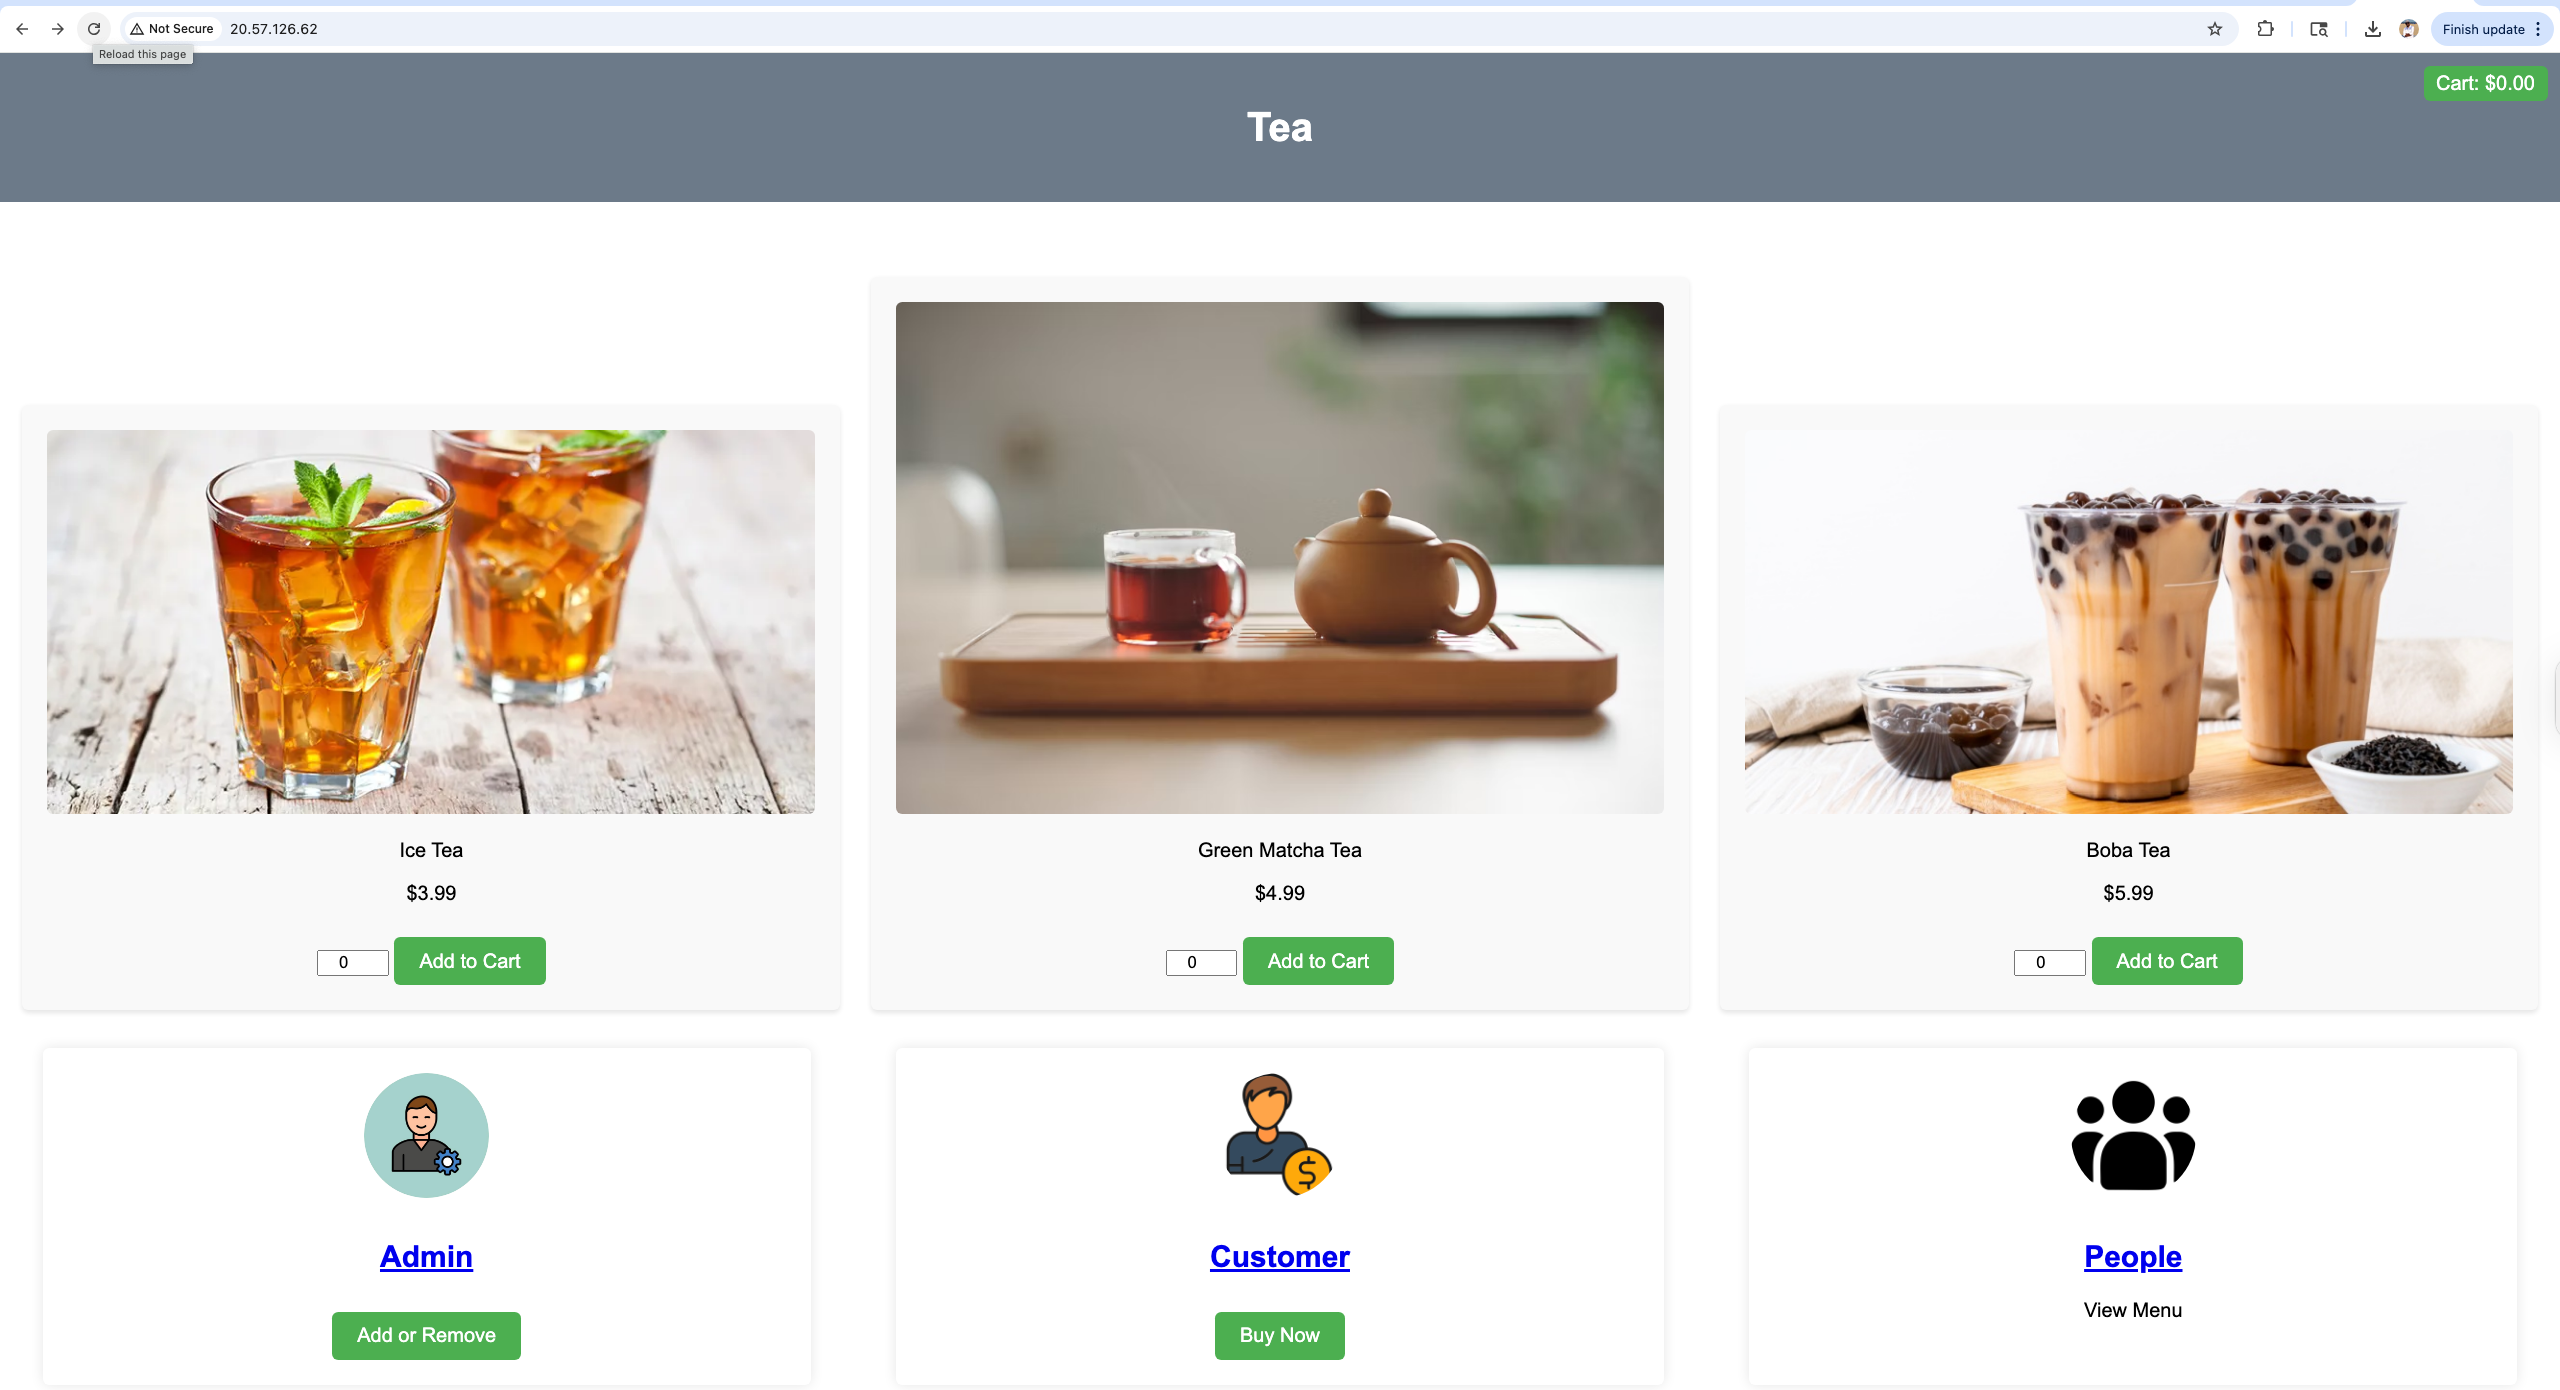 Not Secure 20.57.126.62
Finish update
Reload this page
Cart: $0.00
Tea
Ice Tea
$3.99
0 Add to Cart
Green Matcha Tea
$4.99
0 Add to Cart
Boba Tea
$5.99
0 Add to Cart
$
Admin
Add or Remove
Customer
Buy Now
People
View Menu